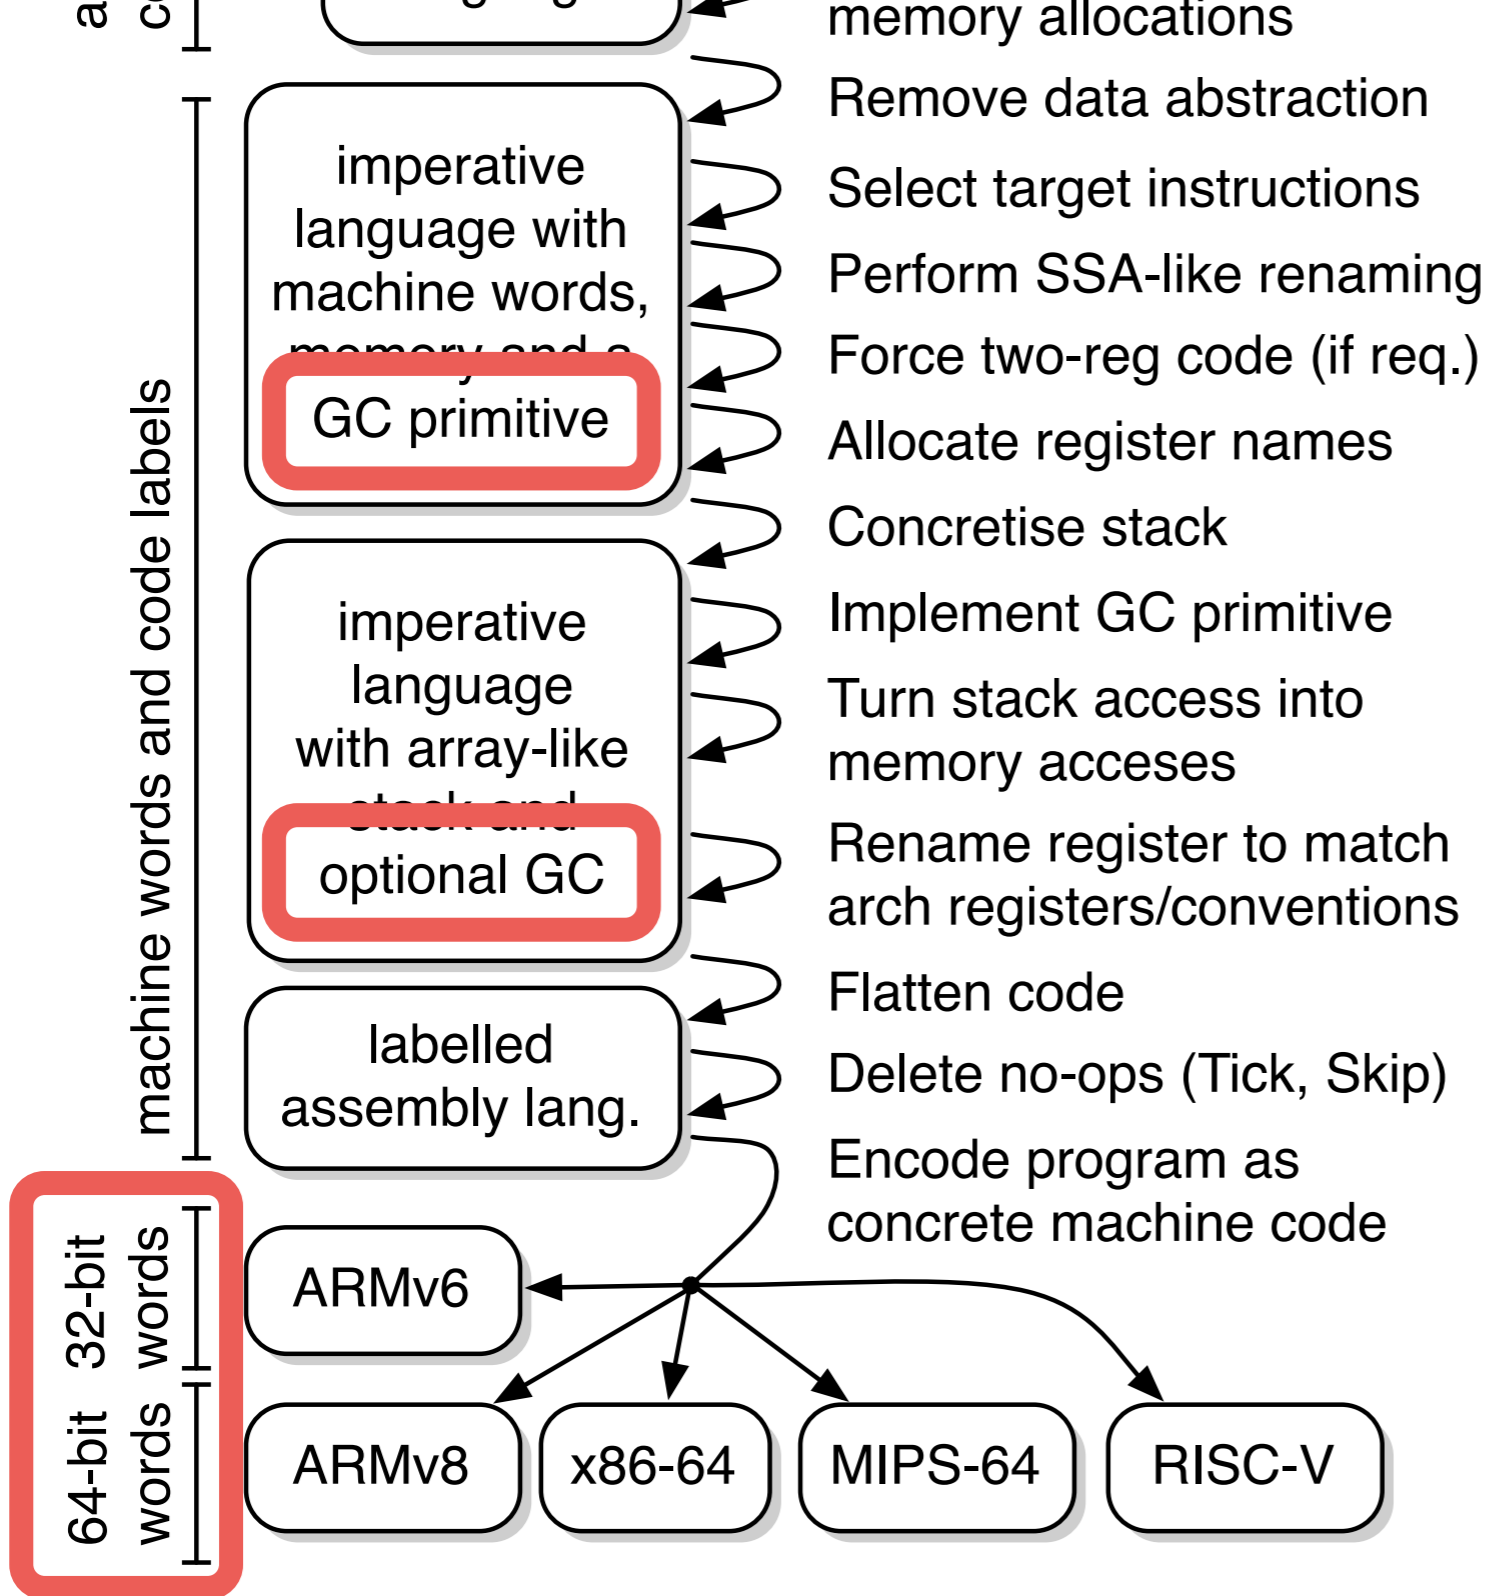 memory allocations
Remove data abstraction
imperative
language with
machine words,
memory and a
GC primitive
Select target instructions
Perform SSA-like renaming
Force two-reg code (if req.)
Allocate register names
Concretise stack
machine words and code labels
imperative
language
with array-like
stack and
optional GC
Implement GC primitive
Turn stack access into
memory acceses
Rename register to match
arch registers/conventions
Flatten code
labelled
assembly lang.
Delete no-ops (Tick, Skip)
Encode program as
concrete machine code
32-bit
words
ARMv6
64-bit
words
ARMv8
x86-64
MIPS-64
RISC-V